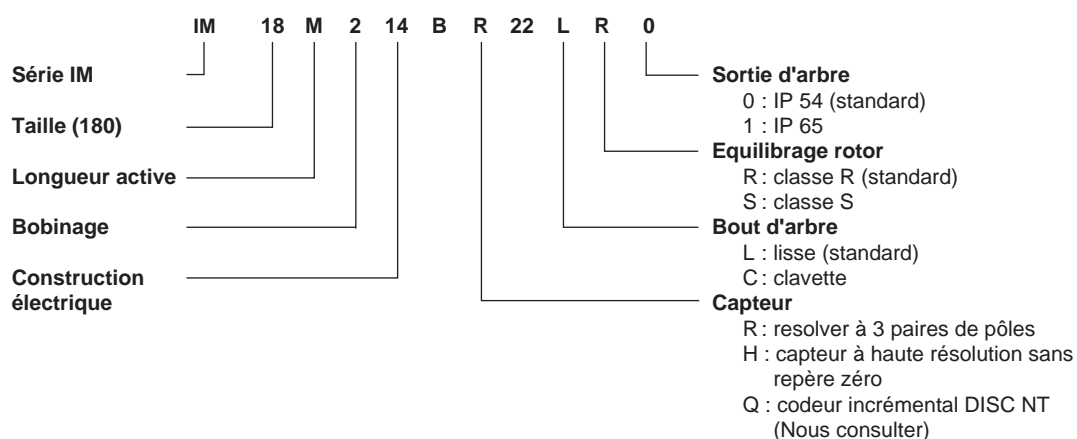 IM 18 M 2 14 B R 22 L R 0
Série IM
Taille (180)
Longueur active
Bobinage
Construction
électrique
Sortie d'arbre
0 : IP 54 (standard)
1 : IP 65
Equilibrage rotor
R : classe R (standard)
S : classe S
Bout d'arbre
L : lisse (standard)
C : clavette
Capteur
R : resolver à 3 paires de pôles
H : capteur à haute résolution sans
repère zéro
Q : codeur incrémental DISC NT
(Nous consulter)